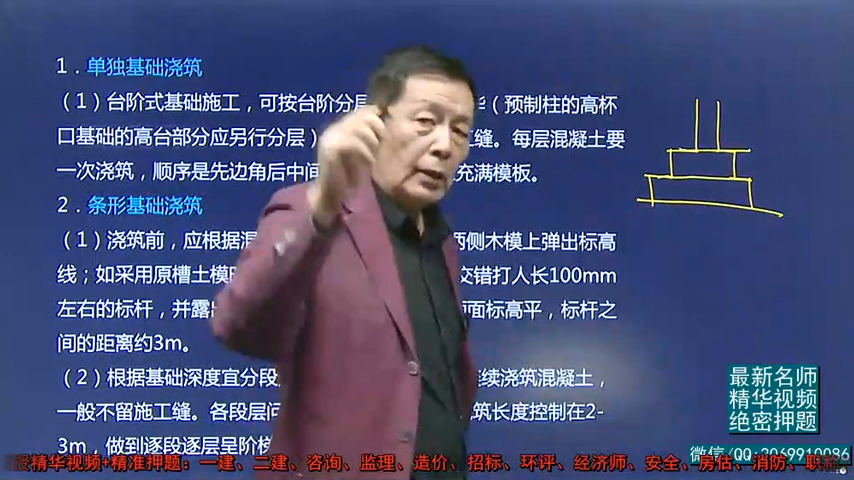 1．单独基础浇筑
（1）台阶式基础施工，可按台阶分层 （预制柱的高杯
口基础的高台部分应另行分层） 缝。每层混凝土要
一次浇筑，顺序是先边角后中间 充满模板。
2．条形基础浇筑
（1）浇筑前，应根据混 两侧木模上弹出标高
线；如采用原槽土模 交错打人长100mm
左右的标杆，并露 面标高平，标杆之
间的距离约3m。
（2）根据基础深度宜分段 续浇筑混凝土，
一般不留施工缝。各段层间 筑长度控制在2-
3m，做到逐段逐层呈阶
最新名师
精华视频
绝密押题
微信/QQ:2069910086
精华视频+精准押题：一建、二建、咨询、监理、造价、招标、环评、经济师、安全、房估、消防、职